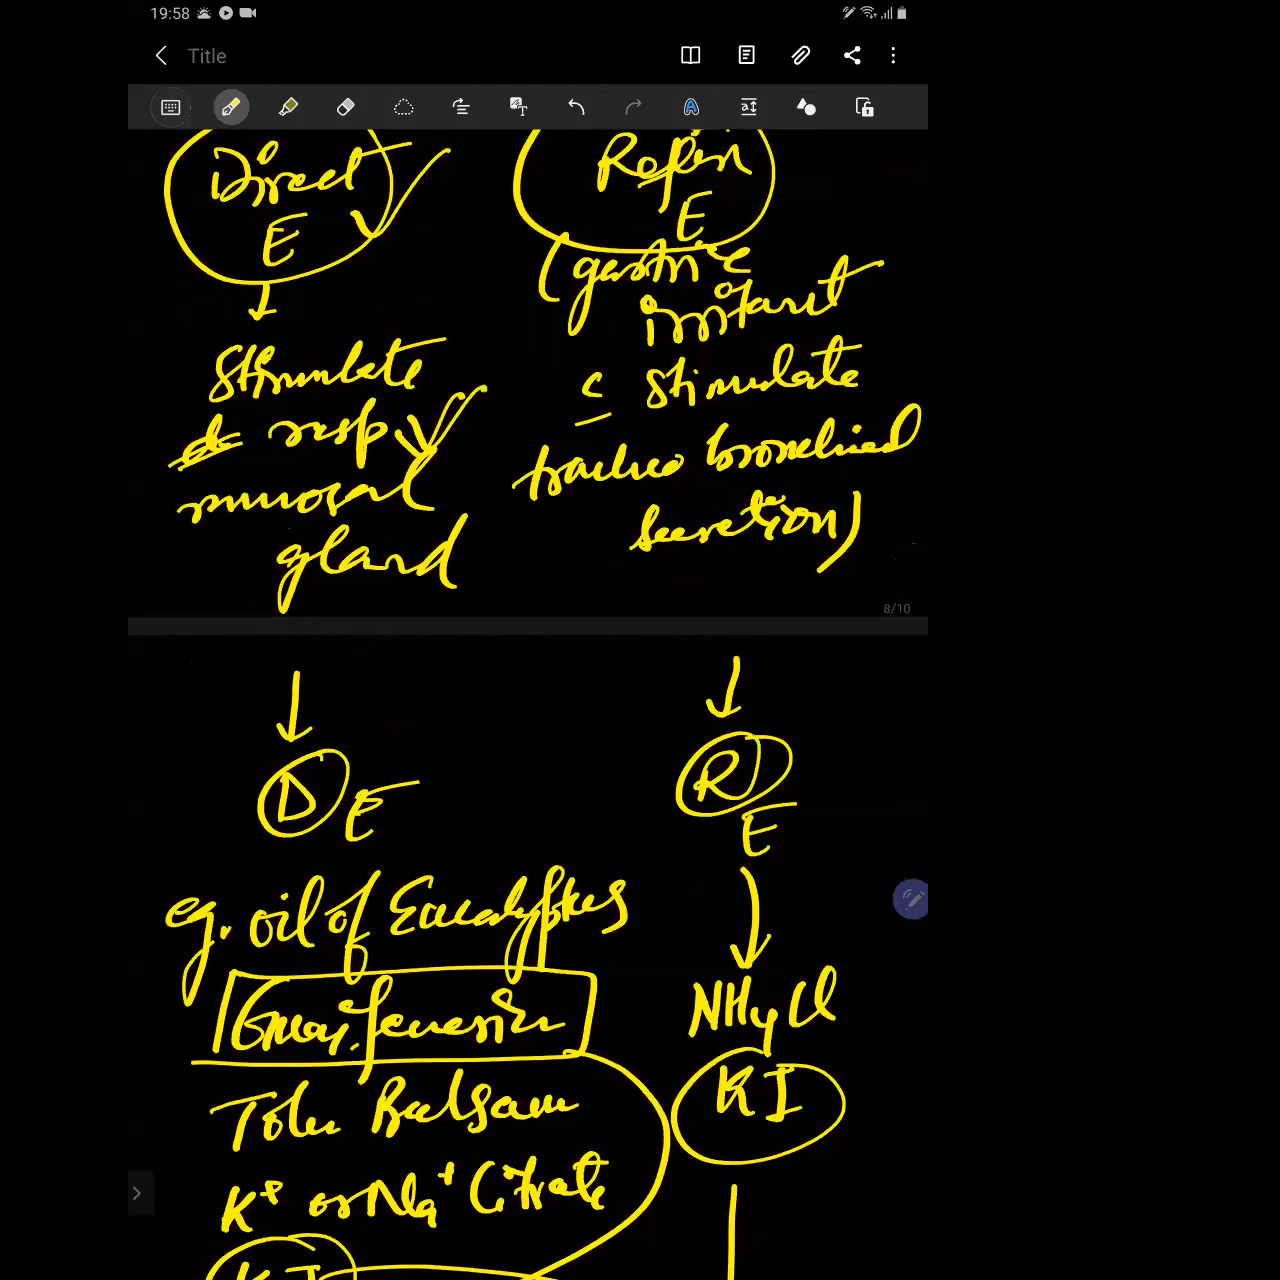 19:58
Title
Direct
E
Reflex
E
(gastric
irritant
c stimulate
tracheo bronchial
secretion)
Stimulate
resp
mucosal
gland
8/10
D E
R
E
eg. oil of Eucalyptus
Guaifenesin
Tolu Balsam
K+ or Na+ Citrate
KI
NH4Cl
KI